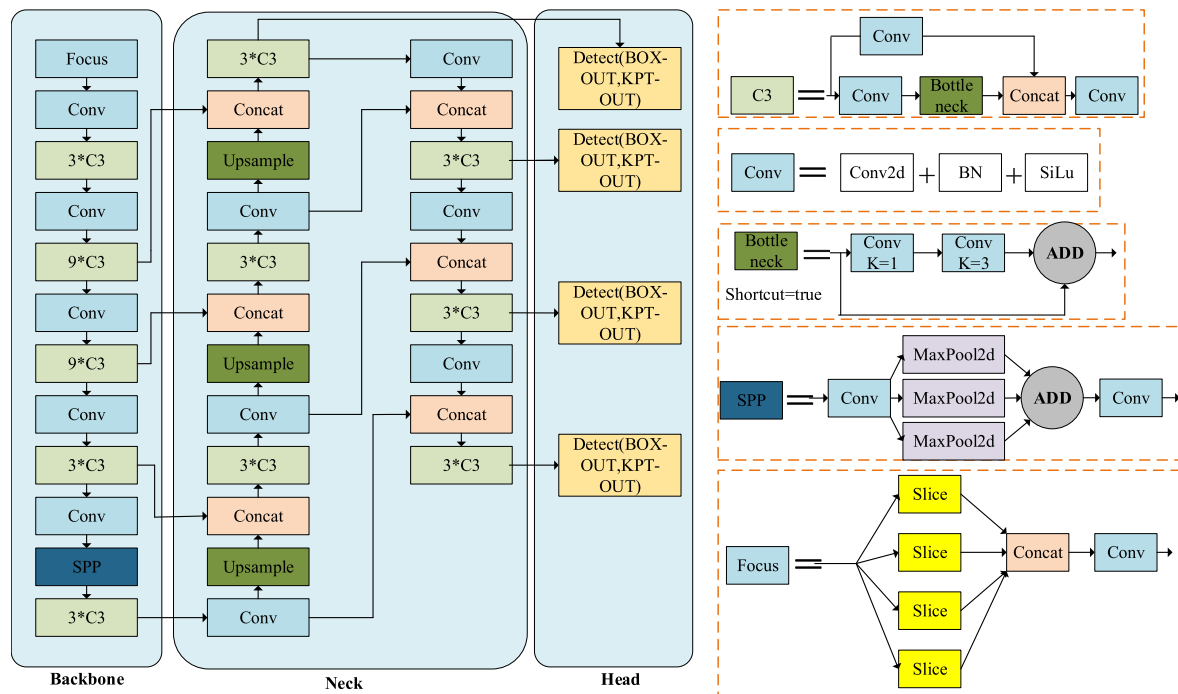 Focus
Conv
3*C3
Conv
9*C3
Conv
9*C3
Conv
3*C3
Conv
SPP
3*C3
Backbone
3*C3
Concat
Upsample
Conv
3*C3
Concat
Upsample
Conv
3*C3
Concat
Upsample
Conv
Conv
Concat
3*C3
Conv
Concat
3*C3
Conv
Concat
3*C3
Neck
Detect(BOX-
OUT,KPT-
OUT)
Detect(BOX-
OUT,KPT-
OUT)
Detect(BOX-
OUT,KPT-
OUT)
Detect(BOX-
OUT,KPT-
OUT)
Head
Conv
C3 = Conv Bottle
neck Concat Conv
Conv = Conv2d + BN + SiLu
Bottle
neck = Conv
K=1 Conv
K=3 ADD
Shortcut=true
MaxPool2d
SPP = Conv MaxPool2d ADD Conv
MaxPool2d
Slice
Focus = Slice Concat Conv
Slice
Slice